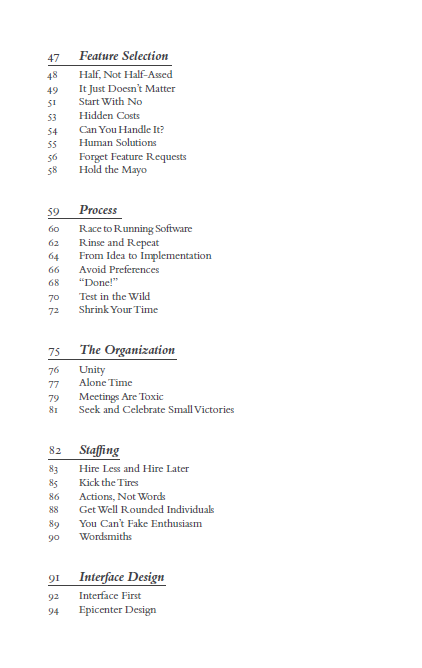 47 Feature Selection
48 Half, Not Half-Assed
49 It Just Doesn't Matter
51 Start With No
53 Hidden Costs
54 Can You Handle It?
55 Human Solutions
56 Forget Feature Requests
58 Hold the Mayo
59 Process
60 Race to Running Software
62 Rinse and Repeat
64 From Idea to Implementation
66 Avoid Preferences
68 “Done!”
70 Test in the Wild
72 Shrink Your Time
75 The Organization
76 Unity
77 Alone Time
79 Meetings Are Toxic
81 Seek and Celebrate Small Victories
82 Staffing
83 Hire Less and Hire Later
85 Kick the Tires
86 Actions, Not Words
88 Get Well Rounded Individuals
89 You Can't Fake Enthusiasm
90 Wordsmiths
91 Interface Design
92 Interface First
94 Epicenter Design